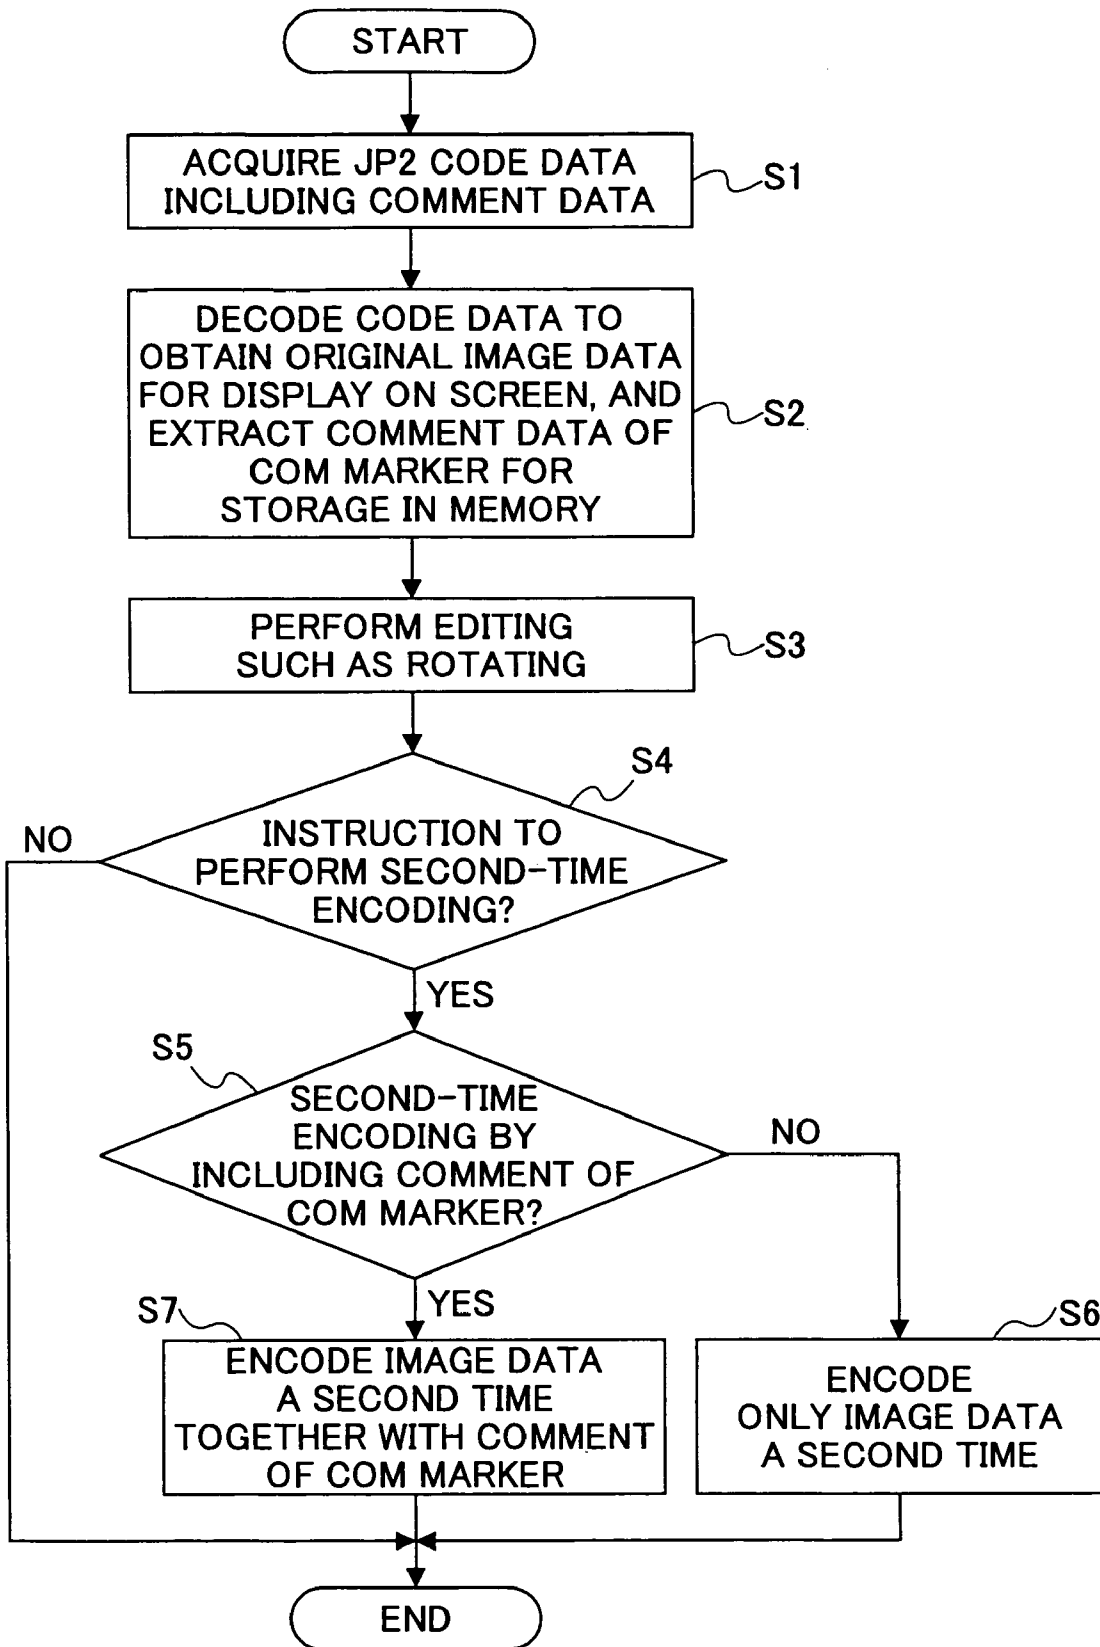 START
ACQUIRE JP2 CODE DATA
INCLUDING COMMENT DATA
S1
DECODE CODE DATA TO
OBTAIN ORIGINAL IMAGE DATA
FOR DISPLAY ON SCREEN, AND
EXTRACT COMMENT DATA OF
COM MARKER FOR
STORAGE IN MEMORY
S2
PERFORM EDITING
SUCH AS ROTATING
S3
S4
INSTRUCTION TO
PERFORM SECOND-TIME
ENCODING?
NO
YES
S5
SECOND-TIME
ENCODING BY
INCLUDING COMMENT OF
COM MARKER?
NO
YES
S7
ENCODE IMAGE DATA
A SECOND TIME
TOGETHER WITH COMMENT
OF COM MARKER
S6
ENCODE
ONLY IMAGE DATA
A SECOND TIME
END